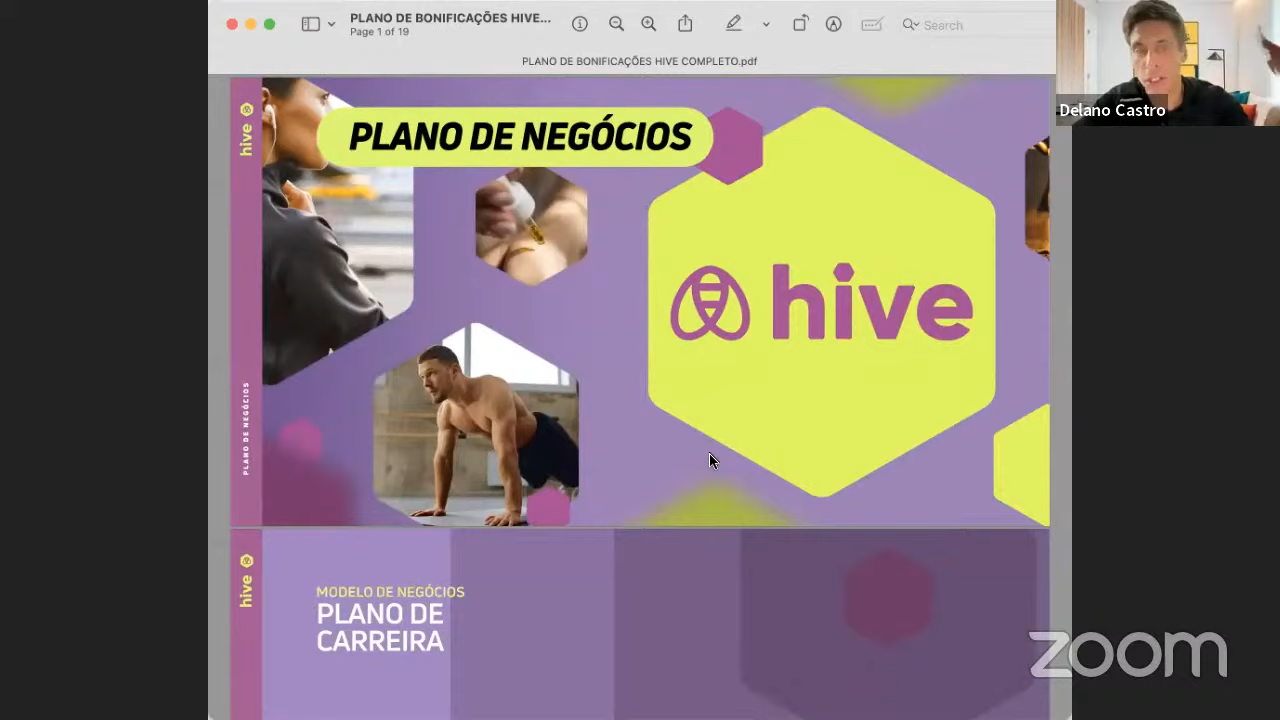 PLANO DE BONIFICAÇÕES HIVE...
Page 1 of 19
Search
PLANO DE BONIFICAÇÕES HIVE COMPLETO.pdf
Delano Castro
hive
PLANO DE NEGÓCIOS
hive
PLANO DE NEGÓCIOS
hive
MODELO DE NEGÓCIOS
PLANO DE
CARREIRA
zoom